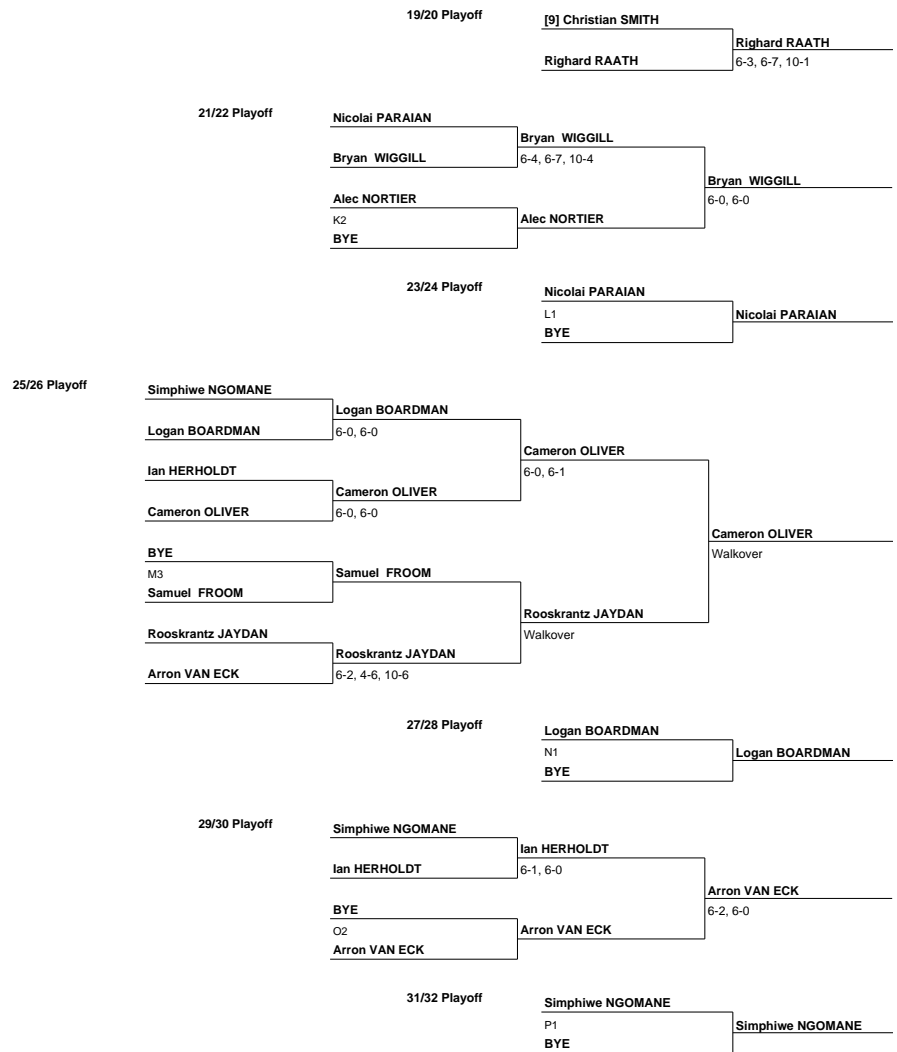 19/20 Playoff
[9] Christian SMITH
Righard RAATH
Righard RAATH
6-3, 6-7, 10-1
21/22 Playoff
Nicolai PARAIAN
Bryan WIGGILL
Bryan WIGGILL
6-4, 6-7, 10-4
Bryan WIGGILL
Alec NORTIER
6-0, 6-0
K2
Alec NORTIER
BYE
23/24 Playoff
Nicolai PARAIAN
L1
Nicolai PARAIAN
BYE
25/26 Playoff
Simphiwe NGOMANE
Logan BOARDMAN
Logan BOARDMAN
6-0, 6-0
Cameron OLIVER
Ian HERHOLDT
6-0, 6-1
Cameron OLIVER
Cameron OLIVER
6-0, 6-0
Cameron OLIVER
BYE
Walkover
M3
Samuel FROOM
Samuel FROOM
Rooskrantz JAYDAN
Rooskrantz JAYDAN
Walkover
Rooskrantz JAYDAN
Arron VAN ECK
6-2, 4-6, 10-6
27/28 Playoff
Logan BOARDMAN
N1
Logan BOARDMAN
BYE
29/30 Playoff
Simphiwe NGOMANE
Ian HERHOLDT
Ian HERHOLDT
6-1, 6-0
Arron VAN ECK
BYE
6-2, 6-0
O2
Arron VAN ECK
Arron VAN ECK
31/32 Playoff
Simphiwe NGOMANE
P1
Simphiwe NGOMANE
BYE